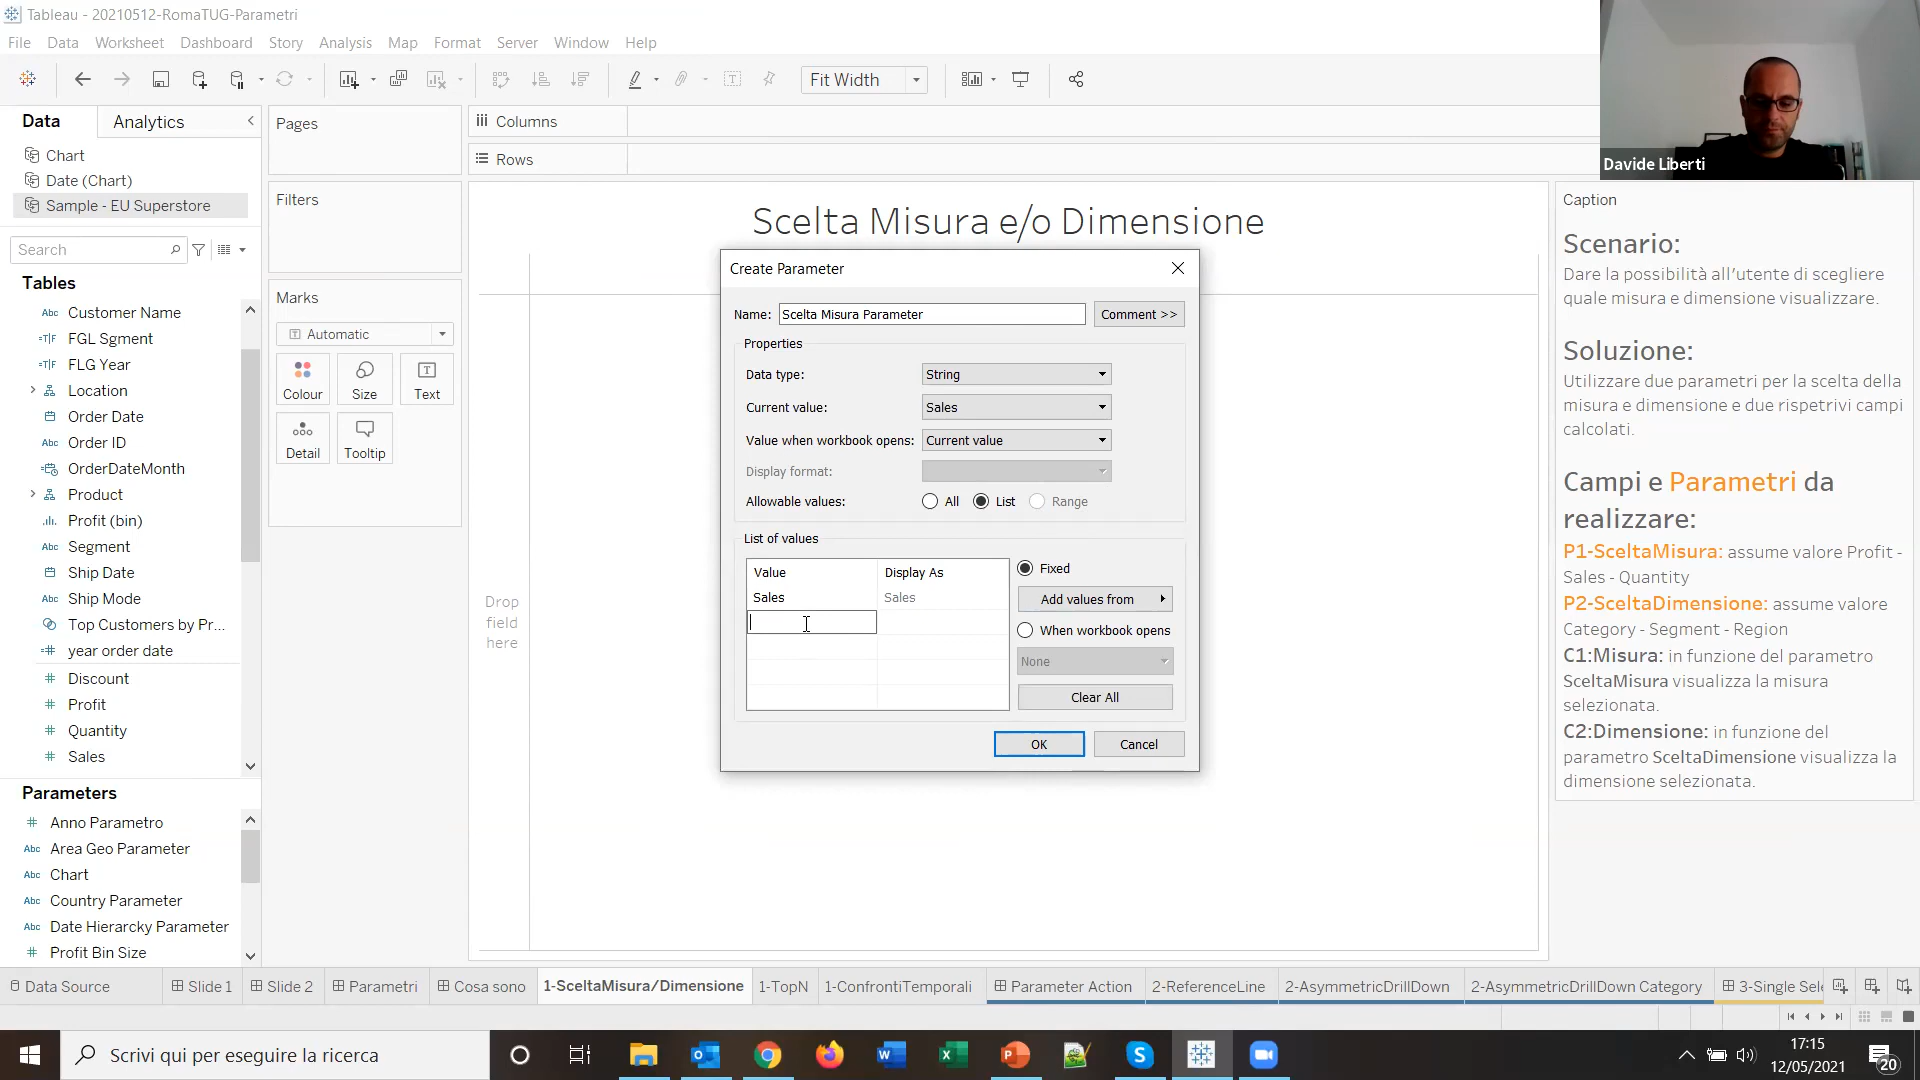 Tableau - 20210512-RomaTUG-Parametri
File Data Worksheet Dashboard Story Analysis Map Format Server Window Help
Fit Width
Data Analytics
Chart
Date (Chart)
Sample - EU Superstore
Search
Tables
Customer Name
FGL Sgment
FLG Year
Location
Order Date
Order ID
OrderDateMonth
Product
Profit (bin)
Segment
Ship Date
Ship Mode
Top Customers by Pr...
year order date
Discount
Profit
Quantity
Sales
Parameters
Anno Parametro
Area Geo Parameter
Chart
Country Parameter
Date Hierarcky Parameter
Profit Bin Size
Pages
Filters
Marks
Automatic
Colour Size Text
Detail Tooltip
Columns
Rows
Scelta Misura e/o Dimensione
Drop
field
here
Create Parameter
Name: Scelta Misura Parameter Comment >>
Properties
Data type: String
Current value: Sales
Value when workbook opens: Current value
Display format:
Allowable values: All List Range
List of values
Value Display As
Sales Sales
Fixed
Add values from
When workbook opens
None
Clear All
OK Cancel
Davide Liberti
Caption
Scenario:
Dare la possibilità all'utente di scegliere
quale misura e dimensione visualizzare.
Soluzione:
Utilizzare due parametri per la scelta della
misura e dimensione e due rispetrivi campi
calcolati.
Campi e Parametri da
realizzare:
P1-SceltaMisura: assume valore Profit -
Sales - Quantity
P2-SceltaDimensione: assume valore
Category - Segment - Region
C1:Misura: in funzione del parametro
SceltaMisura visualizza la misura
selezionata.
C2:Dimensione: in funzione del
parametro SceltaDimensione visualizza la
dimensione selezionata.
Data Source Slide 1 Slide 2 Parametri Cosa sono 1-SceltaMisura/Dimensione 1-TopN 1-ConfrontiTemporali Parameter Action 2-ReferenceLine 2-AsymmetricDrillDown 2-AsymmetricDrillDown Category 3-Single Sele
Scrivi qui per eseguire la ricerca
17:15
12/05/2021
20